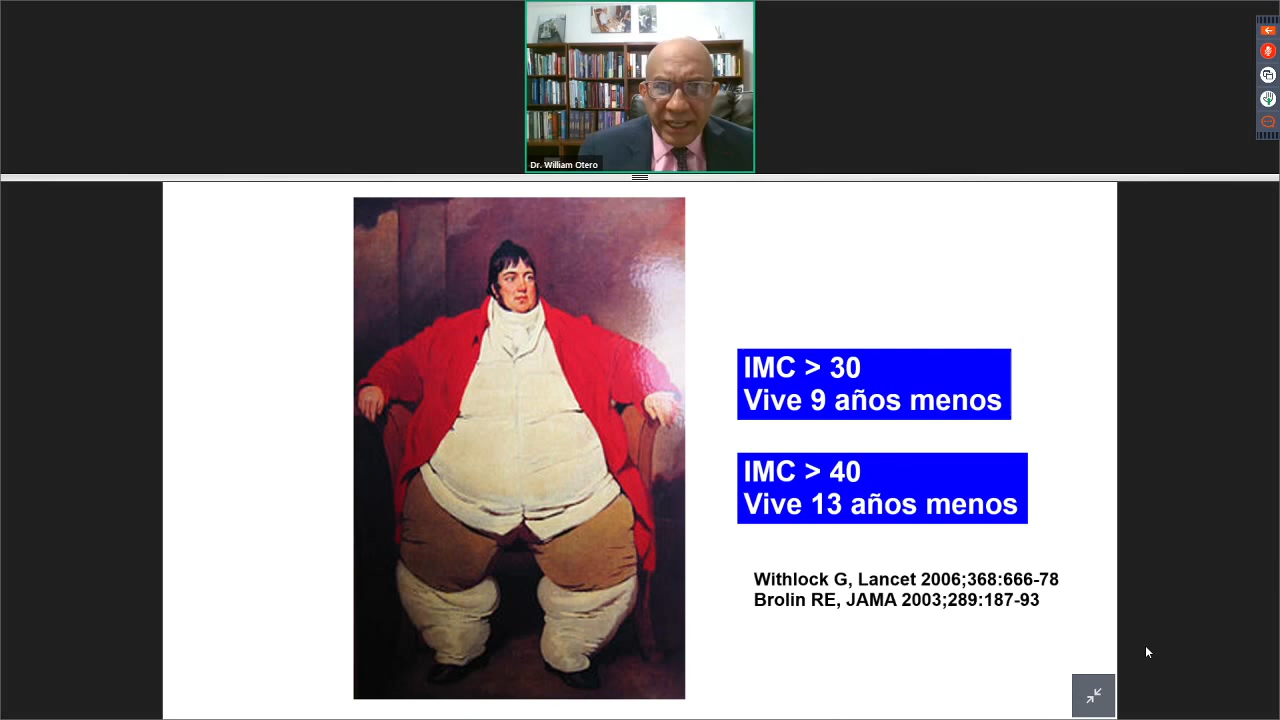 Dr. William Otero
IMC > 30
Vive 9 años menos
IMC > 40
Vive 13 años menos
Withlock G, Lancet 2006;368:666-78
Brolin RE, JAMA 2003;289:187-93